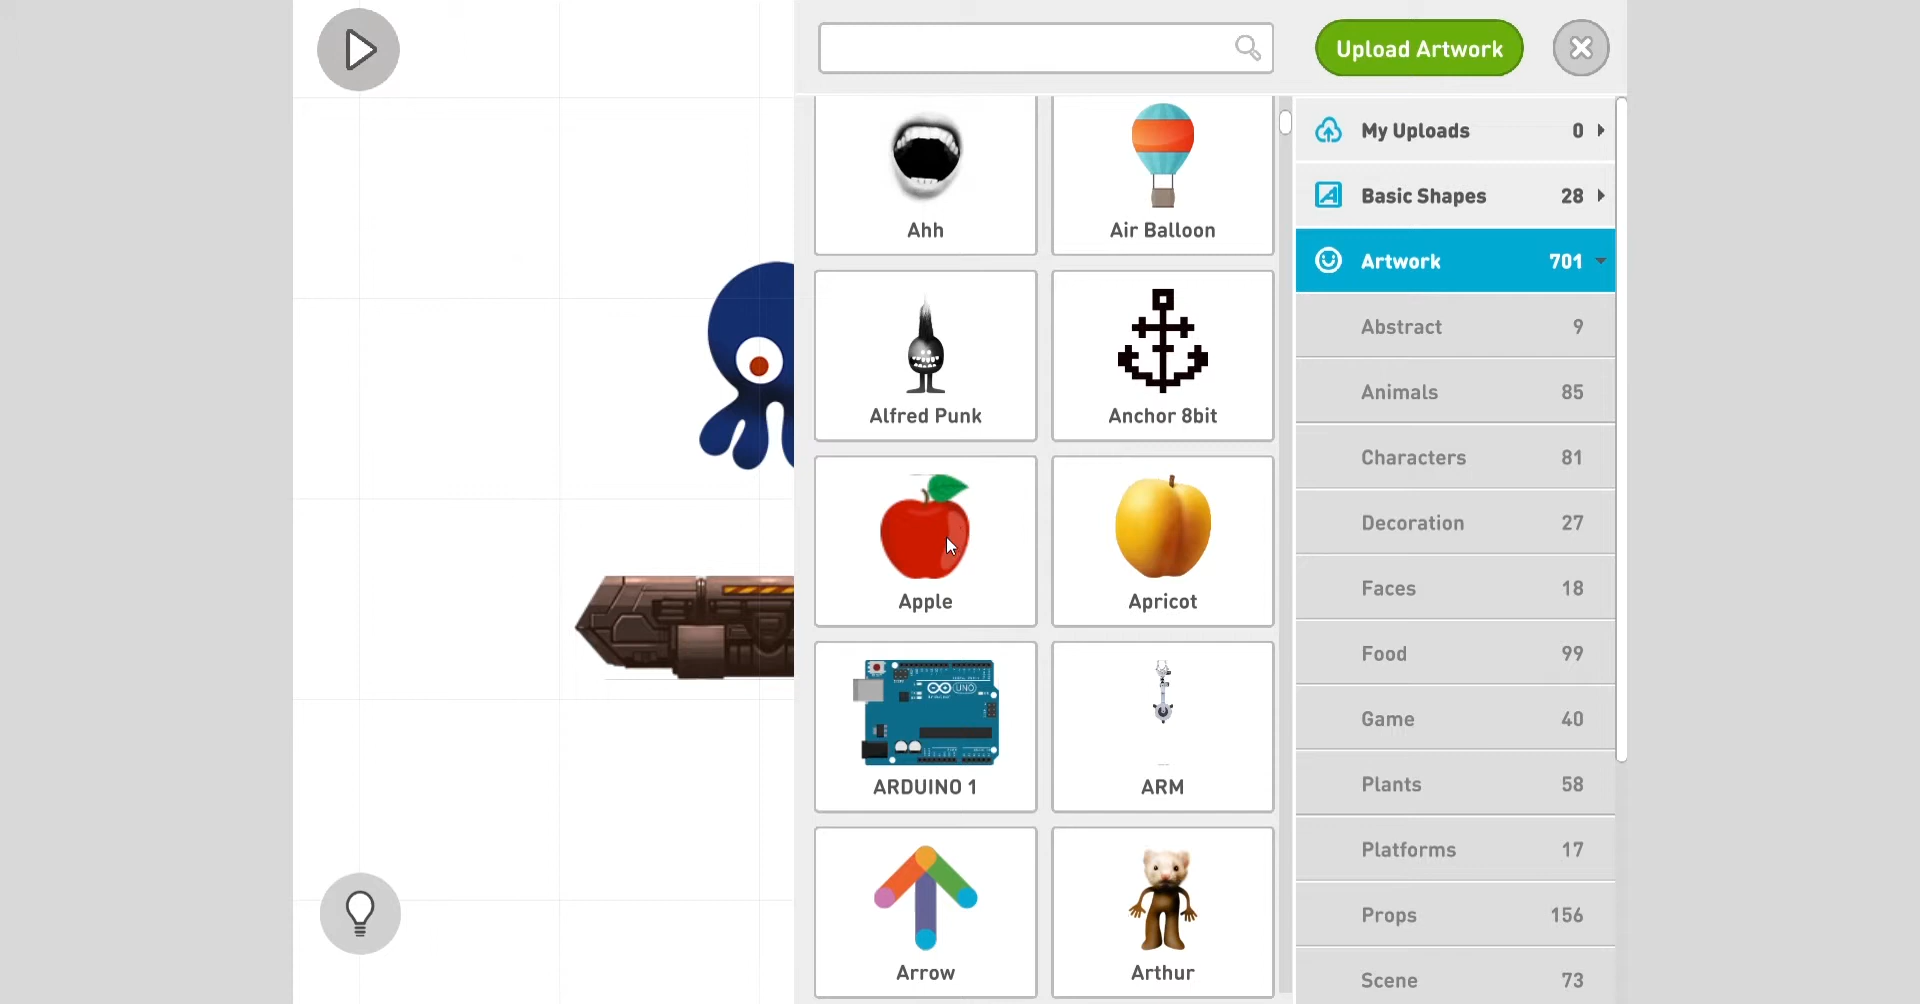 Upload Artwork
Ahh
Air Balloon
Alfred Punk
Anchor 8bit
Apple
Apricot
UNO
ARDUINO 1
ARM
Arrow
Arthur
My Uploads 0
Basic Shapes 28
Artwork 701
Abstract 9
Animals 85
Characters 81
Decoration 27
Faces 18
Food 99
Game 40
Plants 58
Platforms 17
Props 156
Scene 73